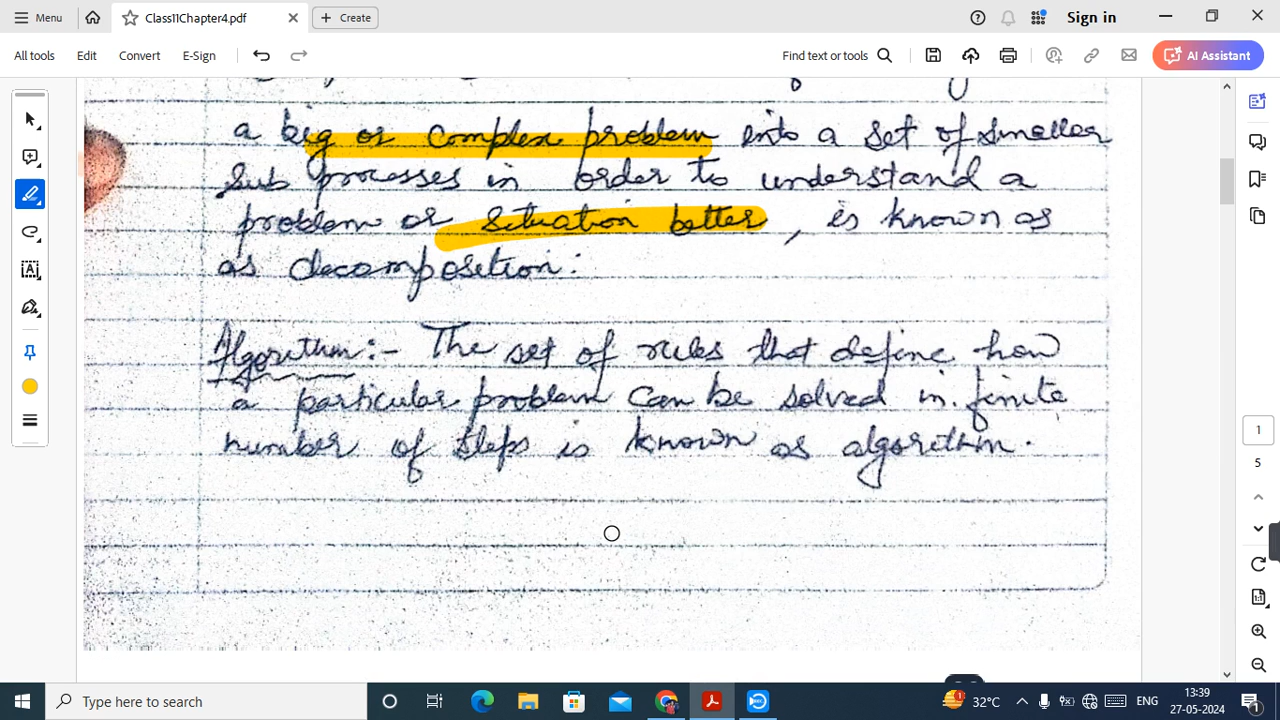 Menu
Class11Chapter4.pdf
Create
Sign in
All tools
Edit
Convert
E-Sign
Find text or tools
AI Assistant
a big or complex problem into a set of smaller
Sub processes in order to understand a
problem or situation better, is known as
as decomposition:
Algorithm:- The set of rules that define how
a particular problem can be solved in finite
number of steps is known as algorithm.
1
5
Type here to search
1
32°C
ENG
13:39
27-05-2024
1